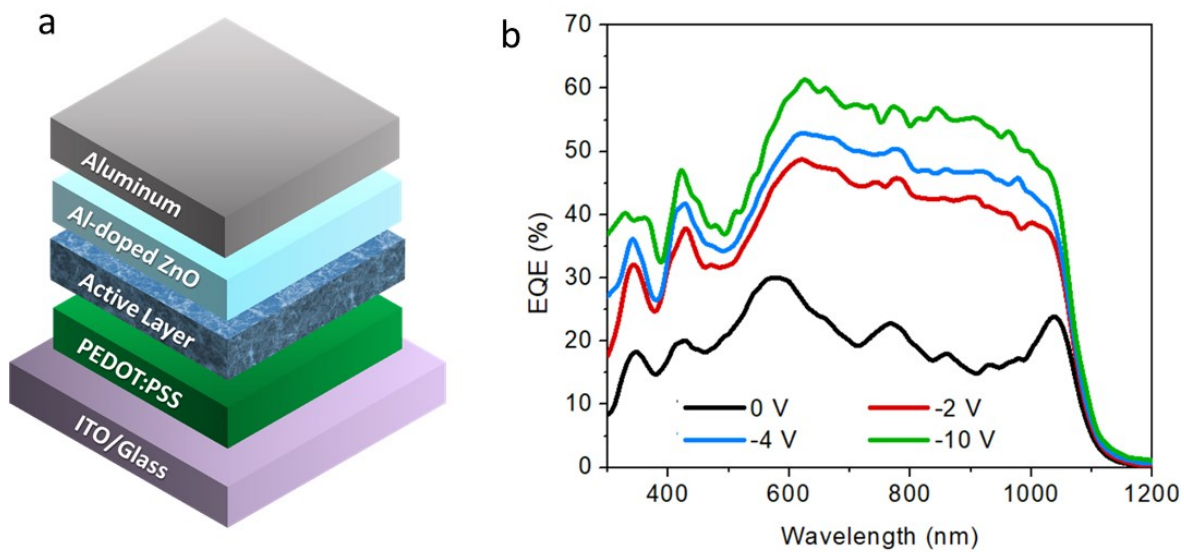 a
Aluminum
Al-doped ZnO
Active Layer
PEDOT:PSS
ITO/Glass
b
70
60
50
40
30
20
10
0
EQE (%)
0 V
-2 V
-4 V
-10 V
400
600
800
1000
1200
Wavelength (nm)